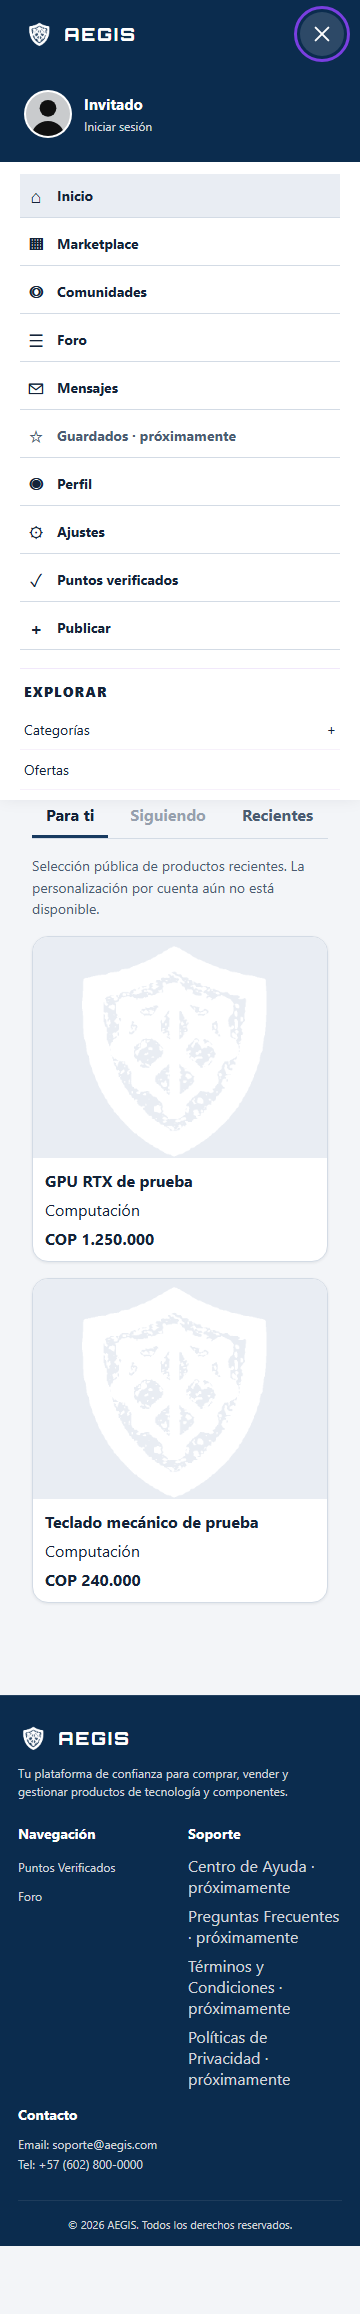 AEGIS
Invitado
Iniciar sesión
Inicio
Marketplace
Comunidades
Foro
Mensajes
Guardados · próximamente
Perfil
Ajustes
Puntos verificados
Publicar
EXPLORAR
Categorías +
Ofertas
Para ti Siguiendo Recientes
Selección pública de productos recientes. La
personalización por cuenta aún no está
disponible.
GPU RTX de prueba
Computación
COP 1.250.000
Teclado mecánico de prueba
Computación
COP 240.000
AEGIS
Tu plataforma de confianza para comprar, vender y
gestionar productos de tecnología y componentes.
Navegación
Puntos Verificados
Foro
Soporte
Centro de Ayuda ·
próximamente
Preguntas Frecuentes
· próximamente
Términos y
Condiciones ·
próximamente
Políticas de
Privacidad ·
próximamente
Contacto
Email: soporte@aegis.com
Tel: +57 (602) 800-0000
© 2026 AEGIS. Todos los derechos reservados.